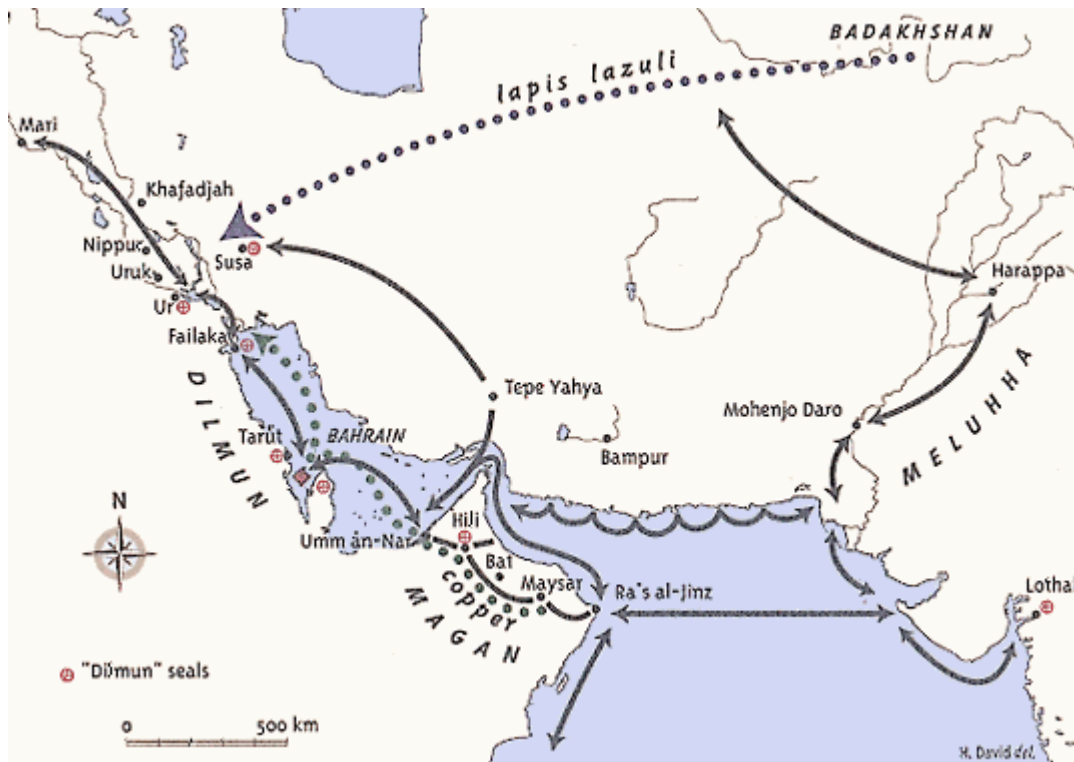 BADAKHSHAN
lapis lazuli
Mari
Khafadjah
Nippur
Susa
Uruk
Harappa
Ur
Failaka
DILMUN
Tepe Yahya
Mohenjo Daro
MELUHHA
Tarut
BAHRAIN
Bampur
N
Umm an-Nar
Hili
Bat
copper
Maysar
Ra's al-Jinz
Lothal
MAGAN
"Dilmun" seals
0 500 km
H. David del.